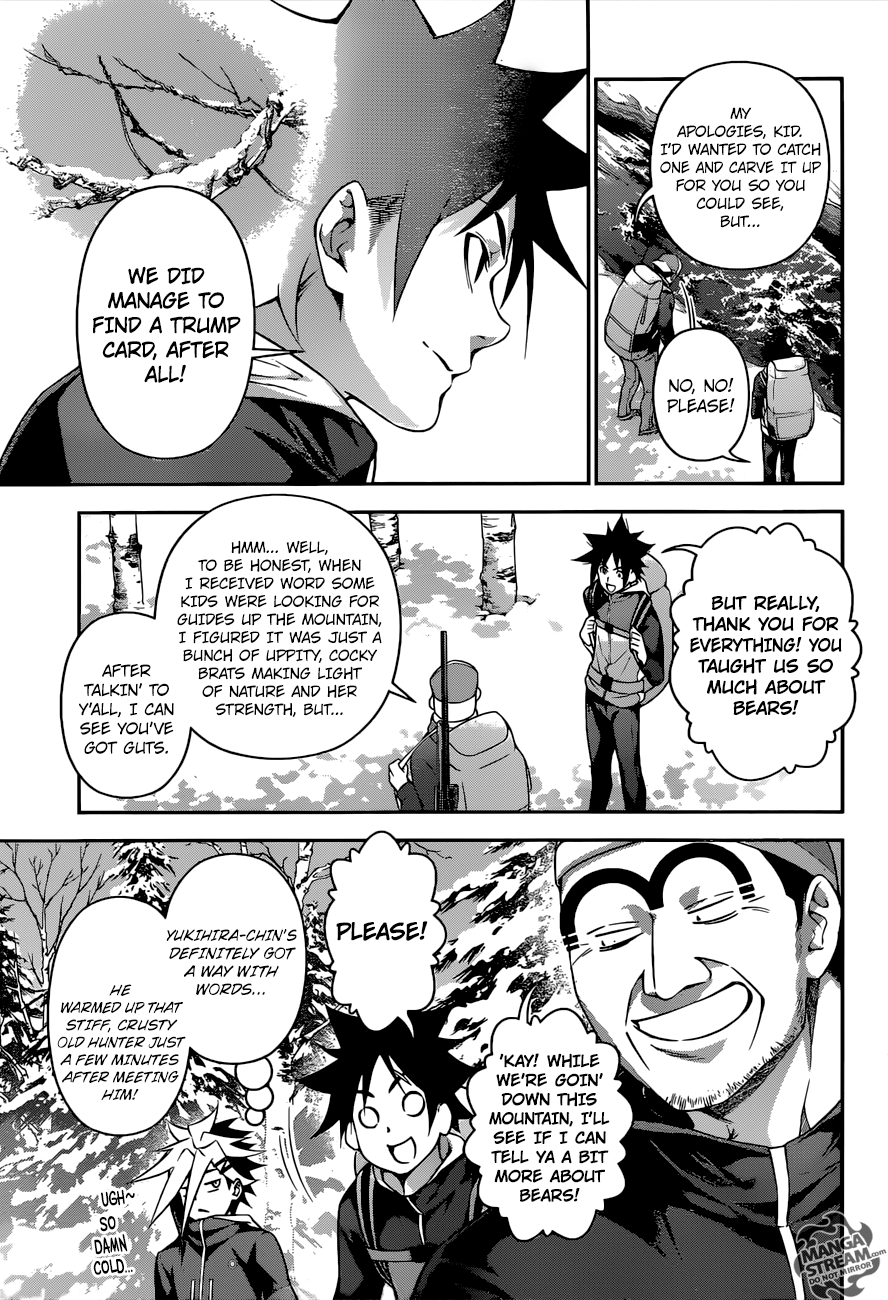 MY
APOLOGIES, KID.
I'D WANTED TO CATCH
ONE AND CARVE IT UP
FOR YOU SO YOU
COULD SEE,
BUT...
NO, NO!
PLEASE!
WE DID
MANAGE TO
FIND A TRUMP
CARD, AFTER
ALL!
BUT REALLY,
THANK YOU FOR
EVERYTHING! YOU
TAUGHT US SO
MUCH ABOUT
BEARS!
HMM... WELL,
TO BE HONEST, WHEN
I RECEIVED WORD SOME
KIDS WERE LOOKING FOR
GUIDES UP THE MOUNTAIN,
I FIGURED IT WAS JUST A
BUNCH OF UPPITY, COCKY
BRATS MAKING LIGHT
OF NATURE AND HER
STRENGTH, BUT...
AFTER
TALKIN' TO
Y'ALL, I CAN
SEE YOU'VE
GOT GUTS.
'KAY! WHILE
WE'RE GOIN'
DOWN THIS
MOUNTAIN, I'LL
SEE IF I CAN
TELL YA A BIT
MORE ABOUT
BEARS!
PLEASE!
YUKIHIRA-CHIN'S
DEFINITELY GOT
A WAY WITH
WORDS...
HE
WARMED UP THAT
STIFF, CRUSTY
OLD HUNTER JUST
A FEW MINUTES
AFTER MEETING
HIM!
UGH~
SO
DAMN
COLD...
MANGA
STREAM.com
DO NOT MIRROR